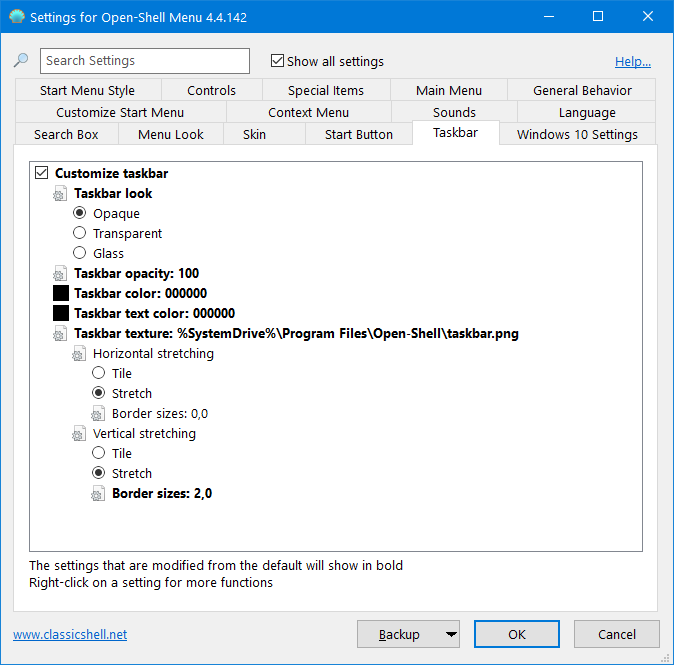 Settings for Open-Shell Menu 4.4.142
Search Settings
Show all settings
Help...
Start Menu Style Controls Special Items Main Menu General Behavior
Customize Start Menu Context Menu Sounds Language
Search Box Menu Look Skin Start Button Taskbar Windows 10 Settings
Customize taskbar
Taskbar look
Opaque
Transparent
Glass
Taskbar opacity: 100
Taskbar color: 000000
Taskbar text color: 000000
Taskbar texture: %SystemDrive%\Program Files\Open-Shell\taskbar.png
Horizontal stretching
Tile
Stretch
Border sizes: 0,0
Vertical stretching
Tile
Stretch
Border sizes: 2,0
The settings that are modified from the default will show in bold
Right-click on a setting for more functions
www.classicshell.net
Backup OK Cancel